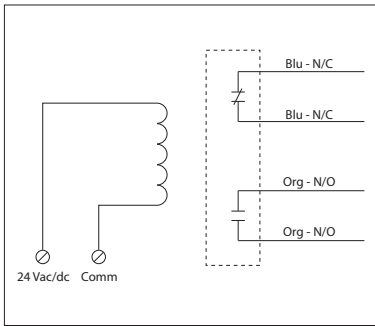 Blu - N/C
Blu - N/C
Org - N/O
Org - N/O
24 Vac/dc Comm